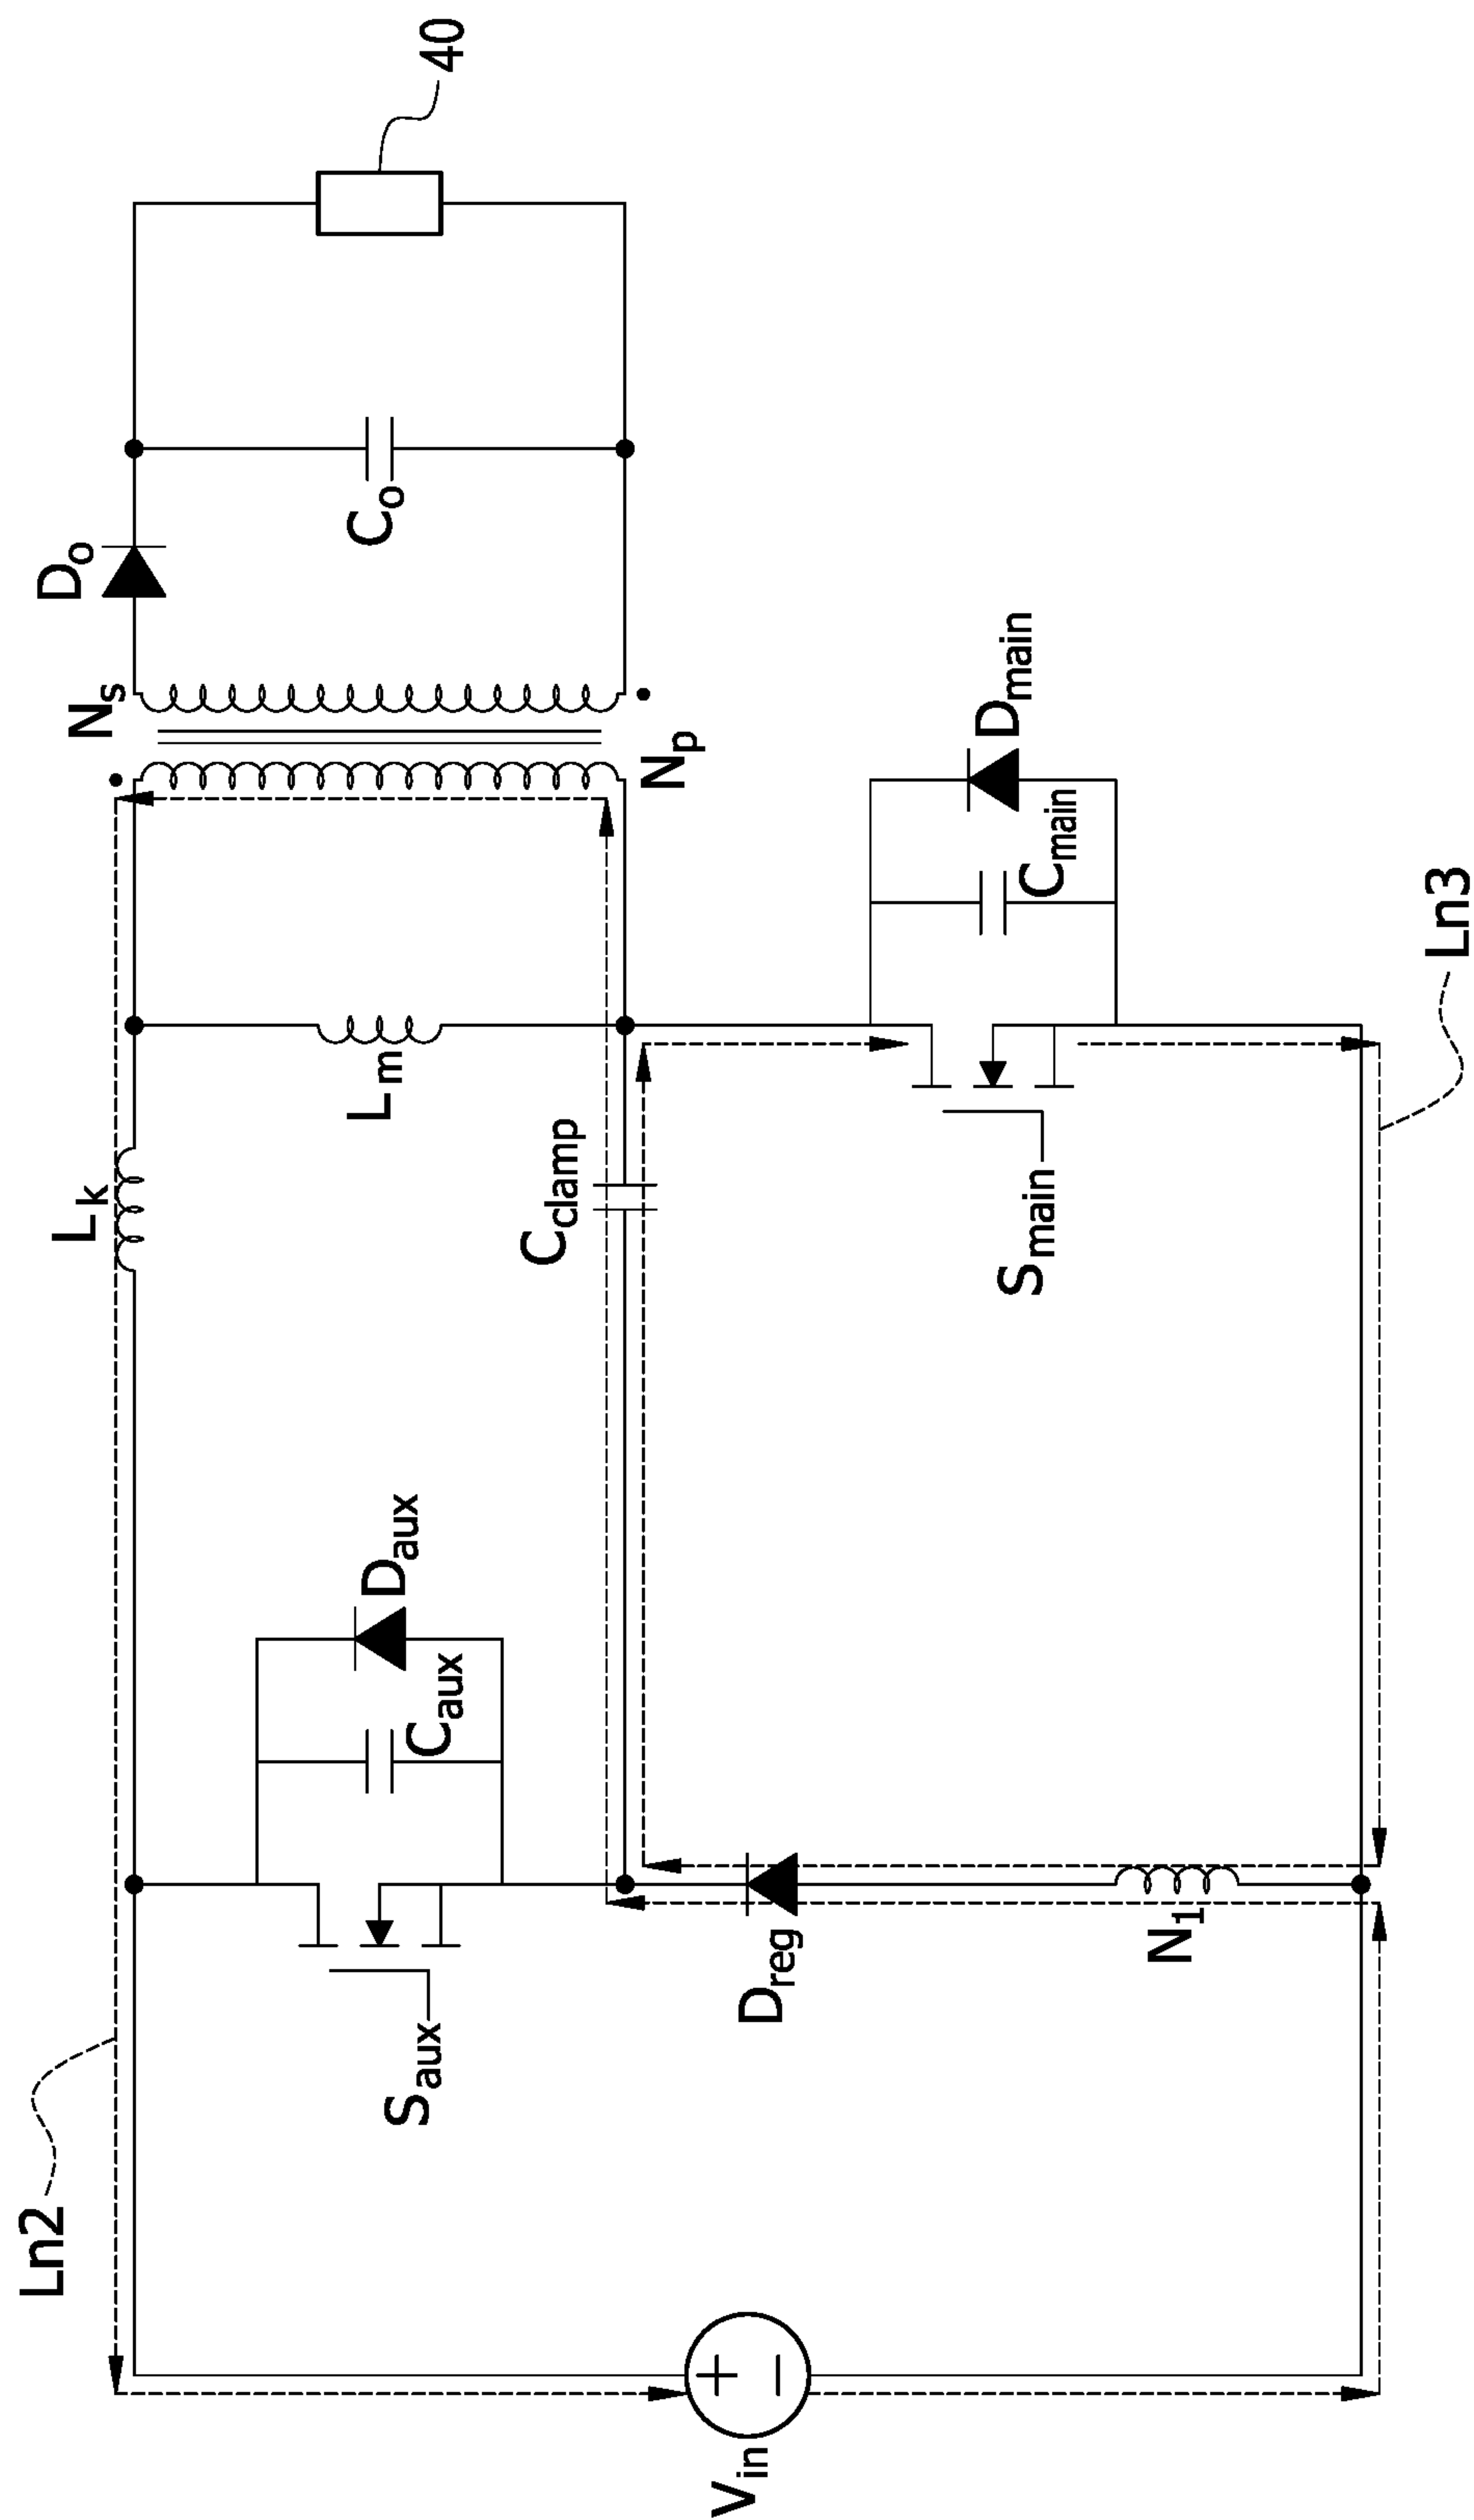 Ln2
Lk
Ns
Do
40
Vin
Saux
Caux
Daux
Cclamp
Lm
Np
Co
Dreg
N1
Smain
Cmain
Dmain
Ln3